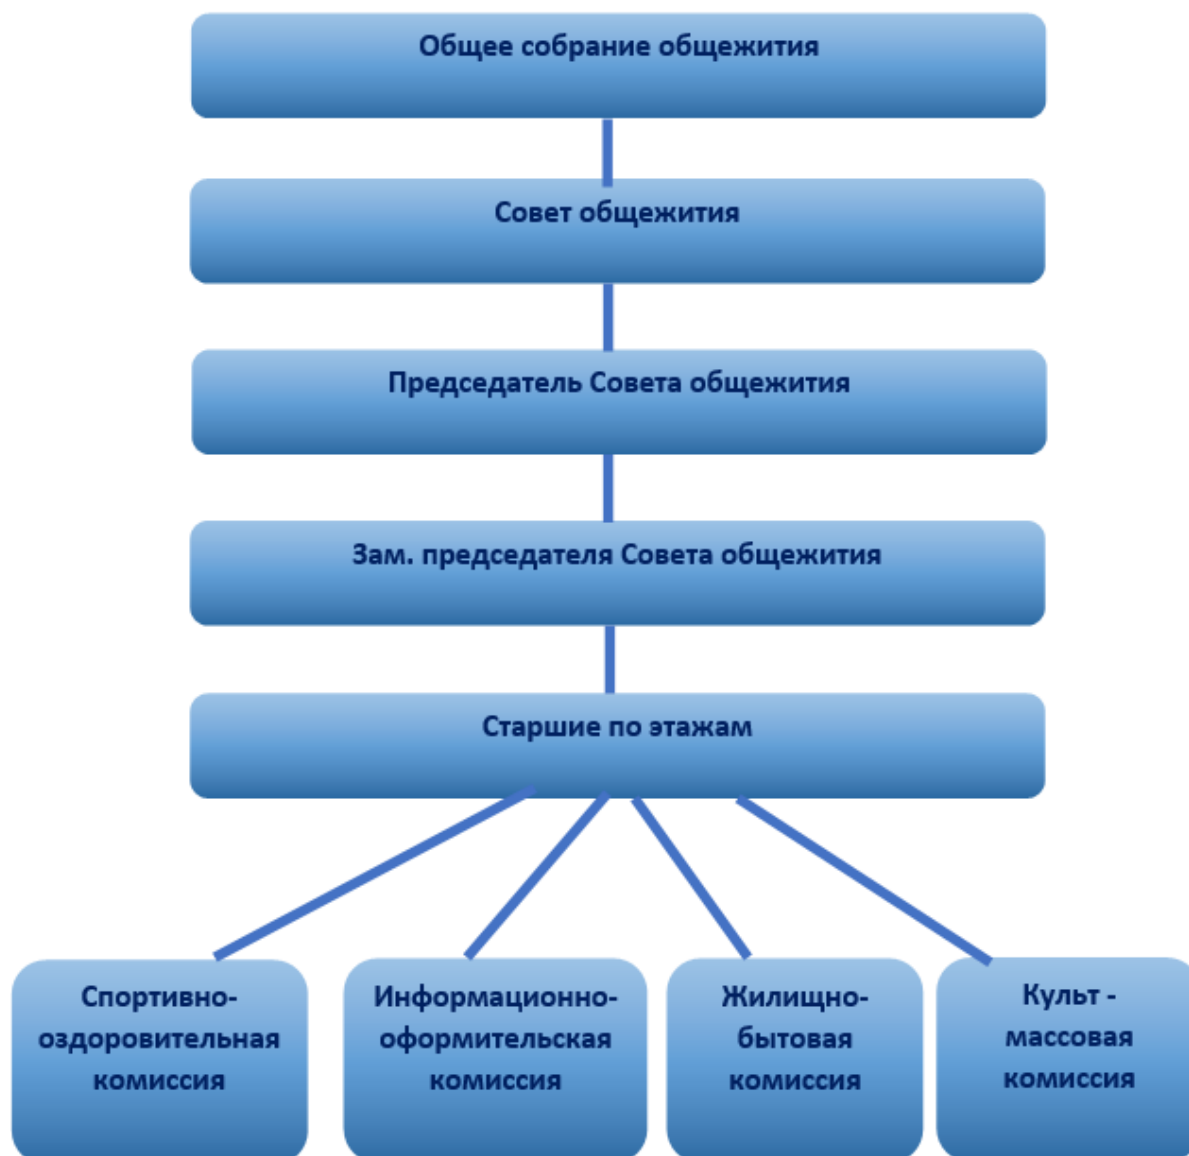 Общее собрание общежития
Совет общежития
Председатель Совета общежития
Зам. председателя Совета общежития
Старшие по этажам
Спортивно-
оздоровительная
комиссия
Информационно-
оформительская
комиссия
Жилищно-
бытовая
комиссия
Культ -
массовая
комиссия